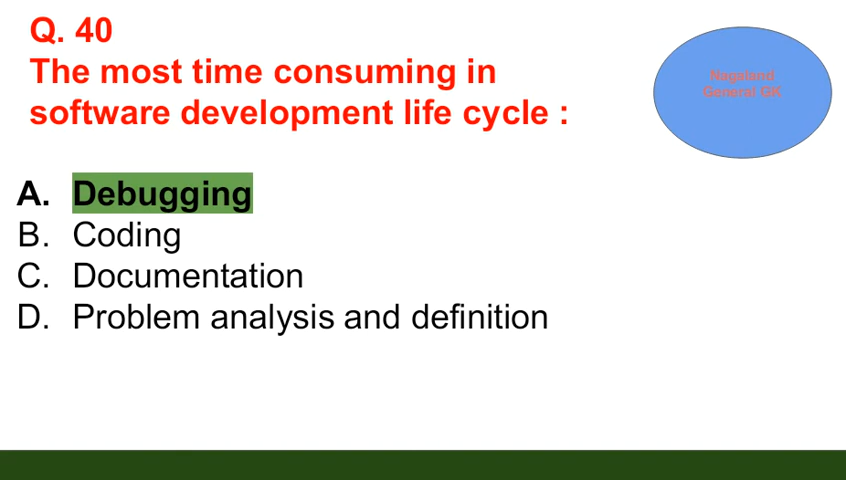 Q. 40
The most time consuming in
software development life cycle :
Nagaland
General GK
A. Debugging
B. Coding
C. Documentation
D. Problem analysis and definition